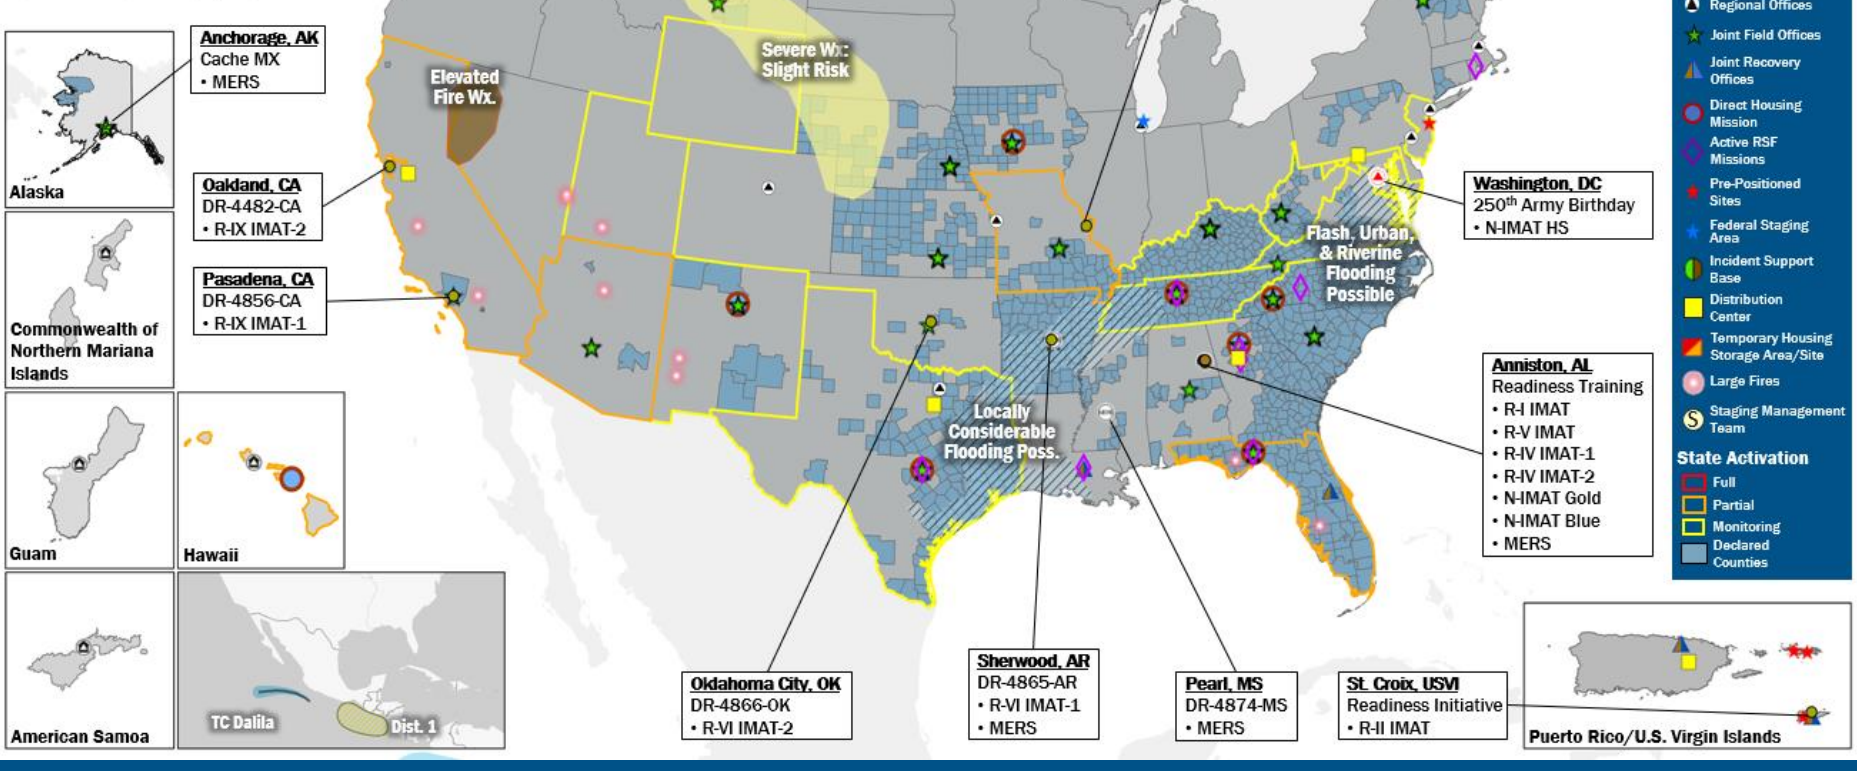 Anchorage, AK
Cache MX
• MERS
Alaska
Oakland, CA
DR-4482-CA
• R-IX IMAT-2
Pasadena, CA
DR-4856-CA
• R-IX IMAT-1
Commonwealth of
Northern Mariana
Islands
Guam
Hawaii
American Samoa
TC Dalila
Dist. 1
Elevated
Fire Wx.
Severe Wx:
Slight Risk
Flash, Urban,
& Riverine
Flooding
Possible
Locally
Considerable
Flooding Poss.
Washington, DC
250th Army Birthday
• N-IMAT HS
Anniston, AL
Readiness Training
• R-I IMAT
• R-V IMAT
• R-IV IMAT-1
• R-IV IMAT-2
• N-IMAT Gold
• N-IMAT Blue
• MERS
Oklahoma City, OK
DR-4866-OK
• R-VI IMAT-2
Sherwood, AR
DR-4865-AR
• R-VI IMAT-1
• MERS
Pearl, MS
DR-4874-MS
• MERS
St. Croix, USVI
Readiness Initiative
• R-II IMAT
Puerto Rico/U.S. Virgin Islands
Regional Offices
Joint Field Offices
Joint Recovery
Offices
Direct Housing
Mission
Active RSF
Missions
Pre-Positioned
Sites
Federal Staging
Area
Incident Support
Base
Distribution
Center
Temporary Housing
Storage Area/Site
Large Fires
S
Staging Management
Team
State Activation
Full
Partial
Monitoring
Declared
Counties